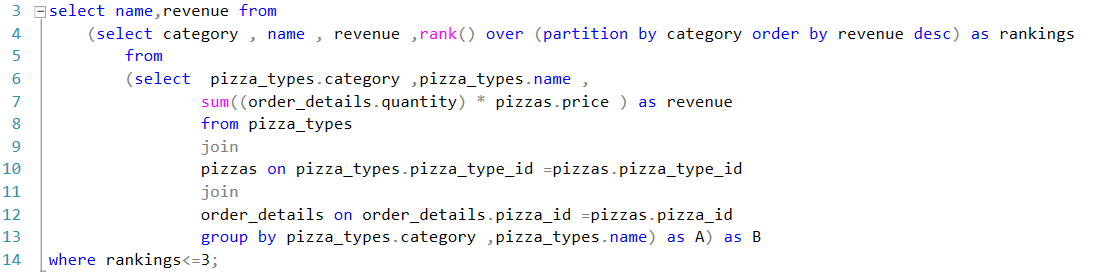 3 select name,revenue from
4 (select category , name , revenue ,rank() over (partition by category order by revenue desc) as rankings
5 from
6 (select  pizza_types.category ,pizza_types.name ,
7 sum((order_details.quantity) * pizzas.price ) as revenue
8 from pizza_types
9 join
10 pizzas on pizza_types.pizza_type_id =pizzas.pizza_type_id
11 join
12 order_details on order_details.pizza_id =pizzas.pizza_id
13 group by pizza_types.category ,pizza_types.name) as A) as B
14 where rankings<=3;